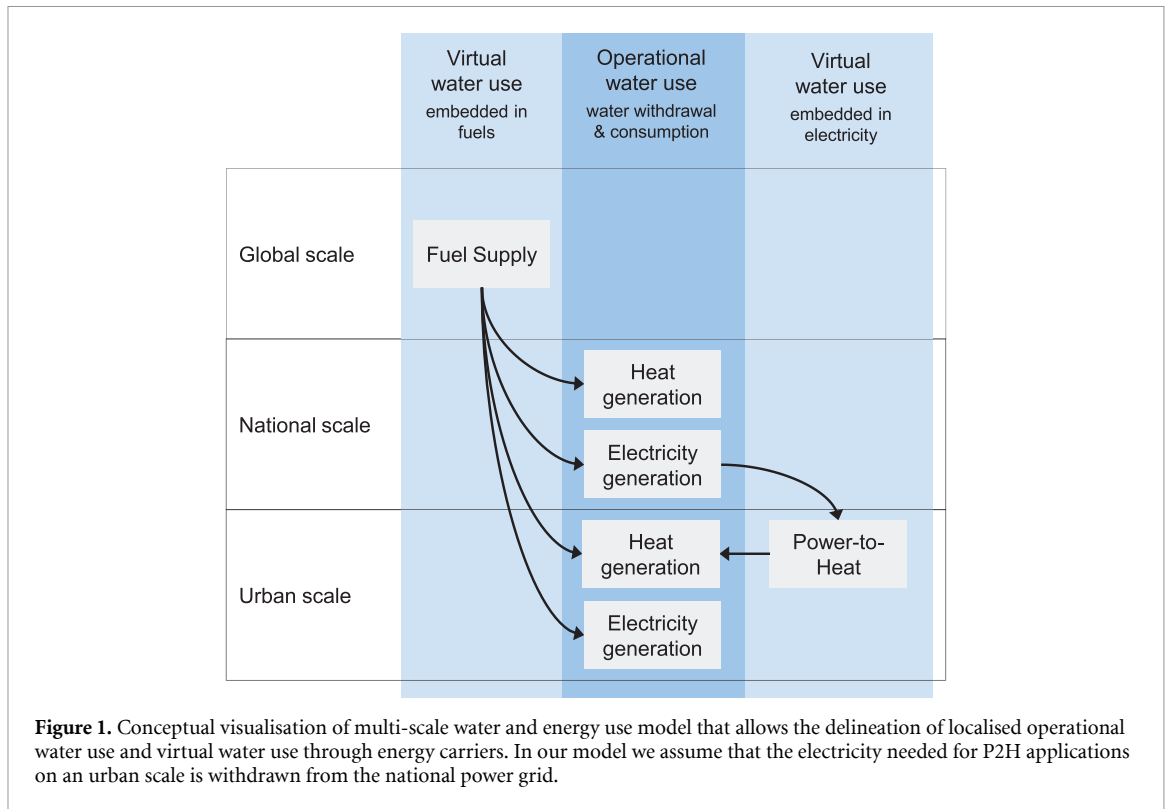 Virtual
water use
embedded in
fuels
Operational
water use
water withdrawal
& consumption
Virtual
water use
embedded in
electricity
Global scale
Fuel Supply
National scale
Heat
generation
Electricity
generation
Urban scale
Heat
generation
Power-to-
Heat
Electricity
generation
Figure 1. Conceptual visualisation of multi-scale water and energy use model that allows the delineation of localised operational
water use and virtual water use through energy carriers. In our model we assume that the electricity needed for P2H applications
on an urban scale is withdrawn from the national power grid.